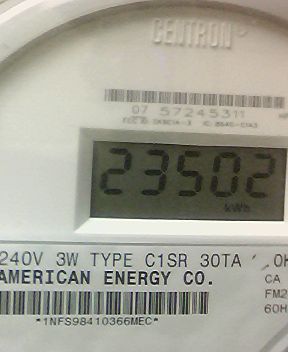 CENTRON
07 57245311
23502
kWh
240V 3W TYPE C1SR 30TA
AMERICAN ENERGY CO.
CA
FM2
60H
*1NFS98410366MEC*